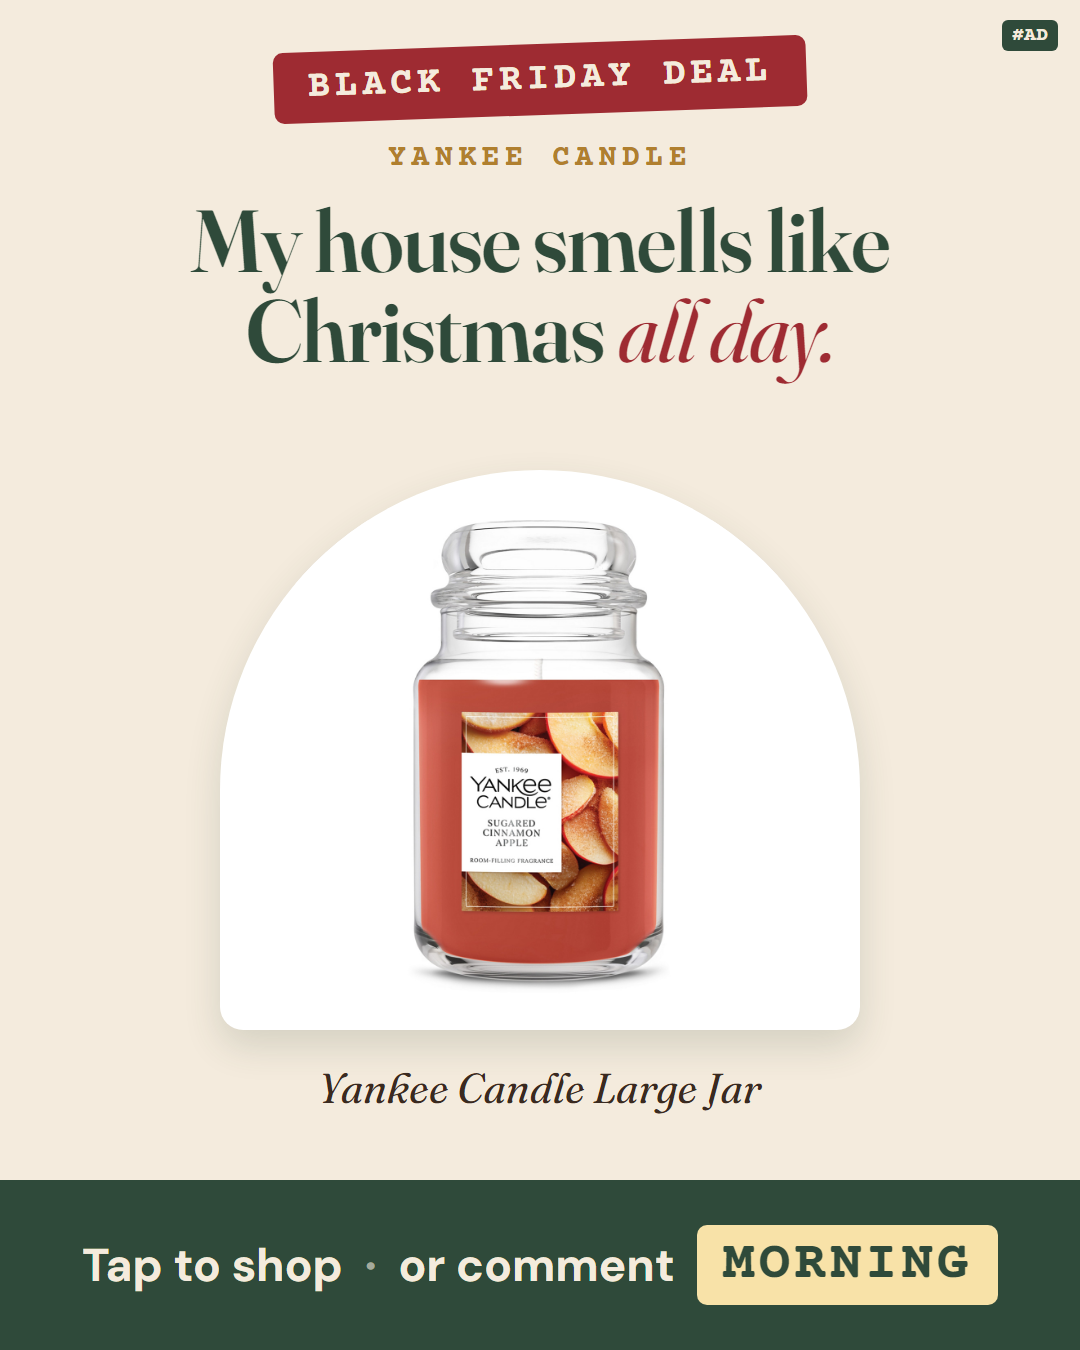 #AD
BLACK FRIDAY DEAL
YANKEE CANDLE
My house smells like
Christmas all day.
EST. 1969
YANKEE
CANDLE®
SUGARED
CINNAMON
APPLE
ROOM-FILLING FRAGRANCE
Yankee Candle Large Jar
Tap to shop · or comment MORNING